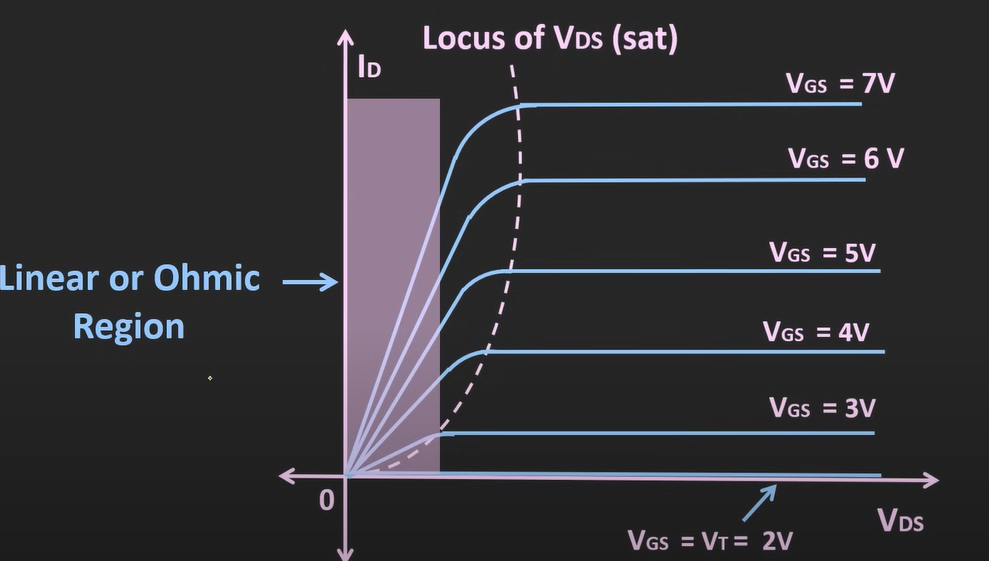 Locus of VDS (sat)
ID
VGS = 7V
VGS = 6 V
VGS = 5V
Linear or Ohmic
Region
VGS = 4V
VGS = 3V
0
VDS
VGS = VT = 2V